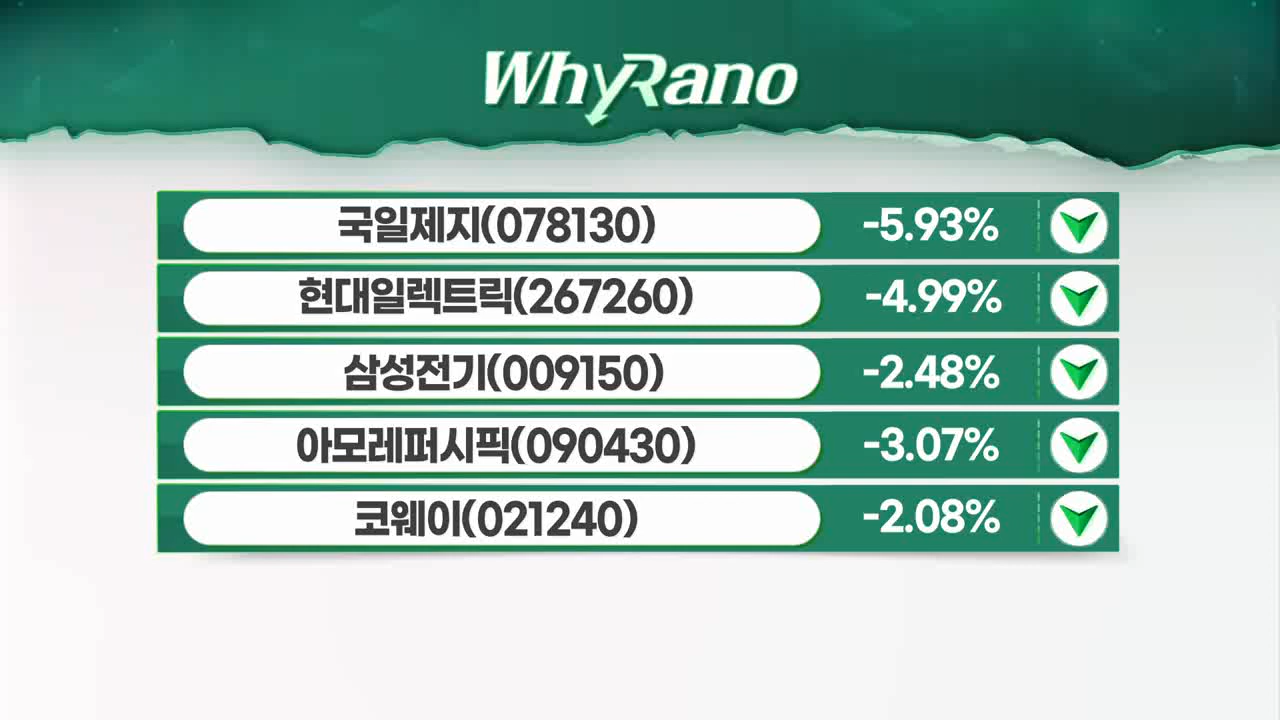 WhyRano
국일제지(078130) -5.93%
현대일렉트릭(267260) -4.99%
삼성전기(009150) -2.48%
아모레퍼시픽(090430) -3.07%
코웨이(021240) -2.08%